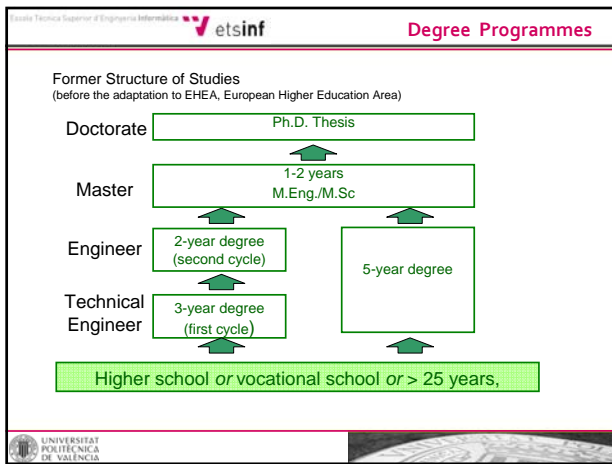 Escola Tècnica Superior d'Enginyeria Informàtica
etsinf
Degree Programmes
Former Structure of Studies
(before the adaptation to EHEA, European Higher Education Area)
Doctorate
Ph.D. Thesis
Master
1-2 years
M.Eng./M.Sc
Engineer
2-year degree
(second cycle)
5-year degree
Technical
Engineer
3-year degree
(first cycle)
Higher school or vocational school or > 25 years,
UNIVERSITAT
POLITÈCNICA
DE VALÈNCIA